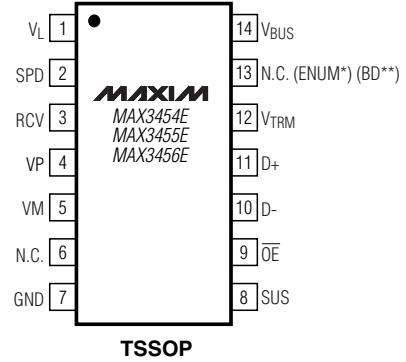 VL 1
SPD 2
RCV 3
VP 4
VM 5
N.C. 6
GND 7
MAXIM
MAX3454E
MAX3455E
MAX3456E
14 VBUS
13 N.C. (ENUM*) (BD**)
12 VTRM
11 D+
10 D-
9 OE
8 SUS
TSSOP